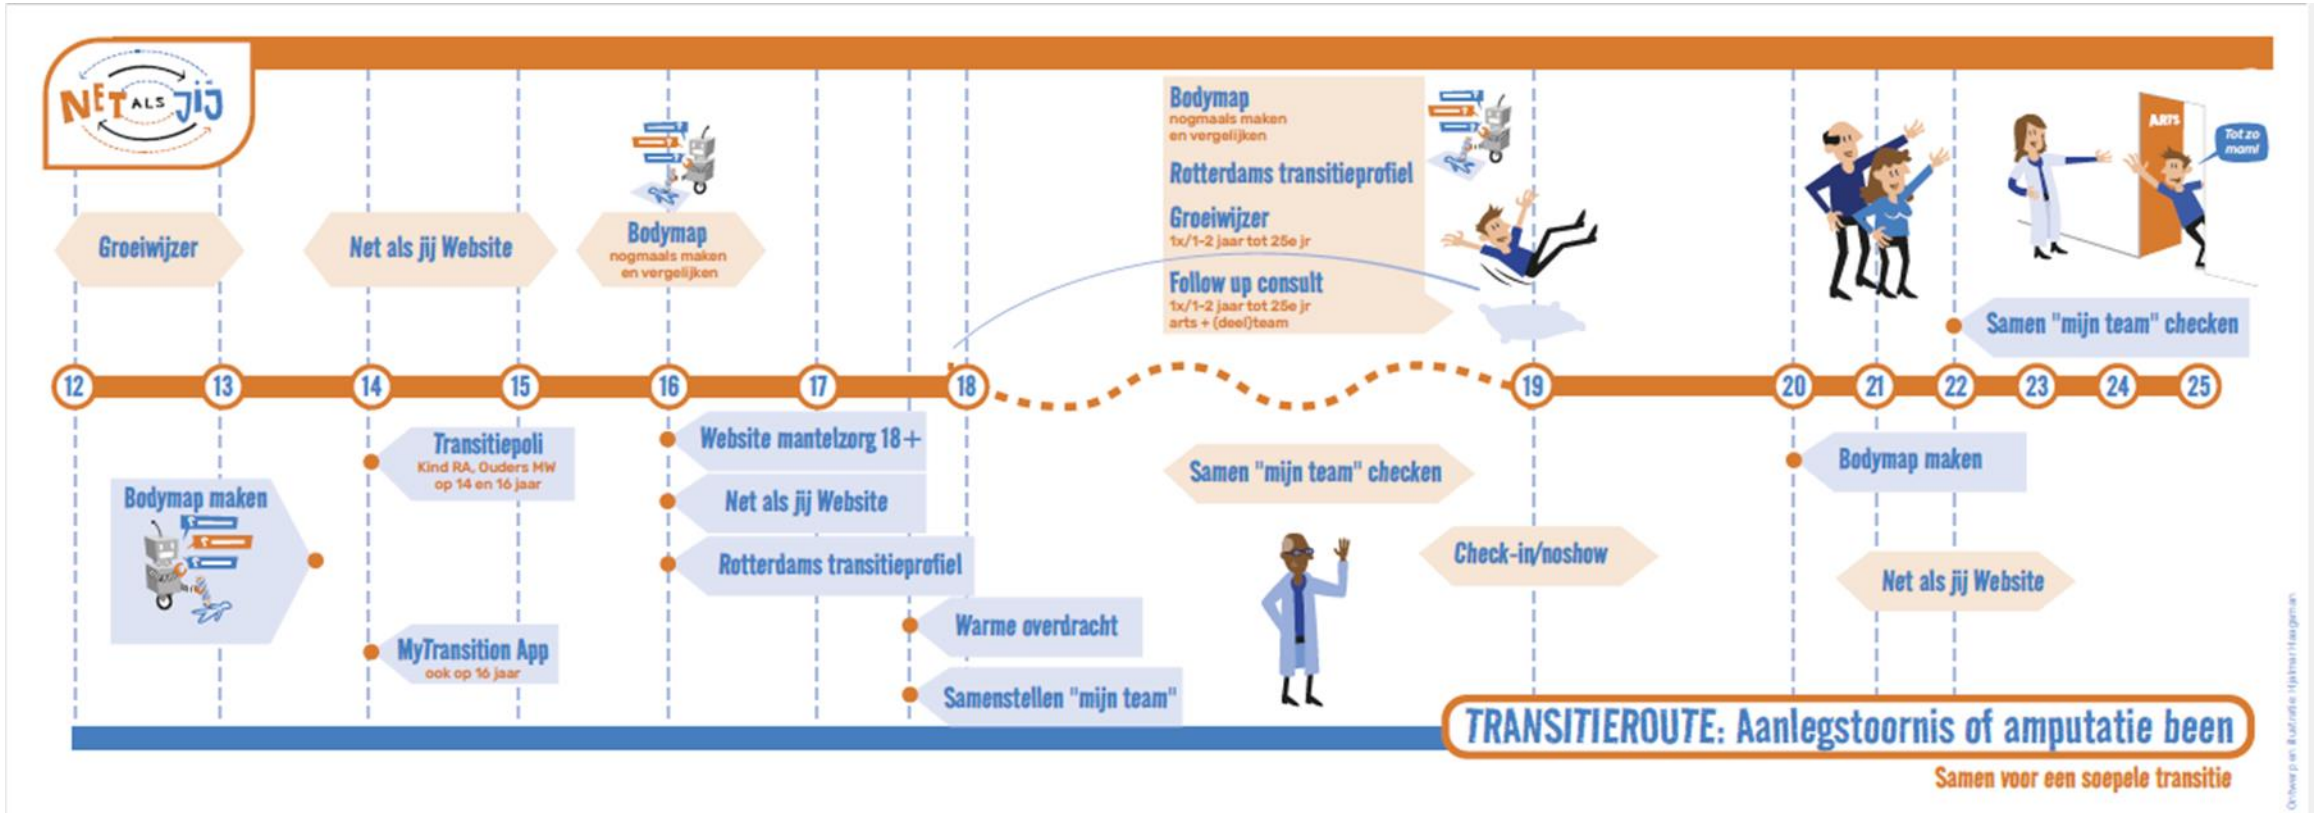 NET ALS JIJ
Groeiwijzer
Net als jij Website
Bodymap
nogmaals maken
en vergelijken
Bodymap
nogmaals maken
en vergelijken
Rotterdams transitieprofiel
Groeiwijzer
1x/1-2 jaar tot 25e jr
Follow up consult
1x/1-2 jaar tot 25e jr
arts + (deel)team
ARTS
Tot zo
mam!
Samen "mijn team" checken
12 13 14 15 16 17 18 19 20 21 22 23 24 25
Bodymap maken
Transitiepoli
Kind RA, Ouders MW
op 14 en 16 jaar
MyTransition App
ook op 16 jaar
Website mantelzorg 18+
Net als jij Website
Rotterdams transitieprofiel
Warme overdracht
Samenstellen "mijn team"
Samen "mijn team" checken
Check-in/noshow
Bodymap maken
Net als jij Website
TRANSITIEROUTE: Aanlegstoornis of amputatie been
Samen voor een soepele transitie
Ontwerp en illustratie Hjalmar Haagsman